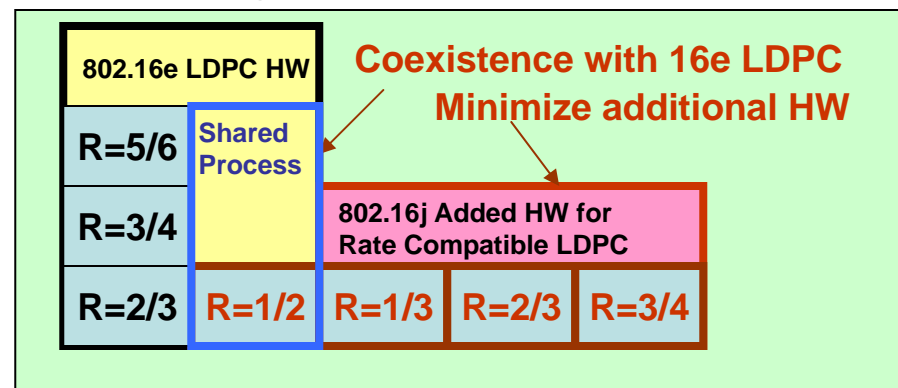 802.16e LDPC HW
Coexistence with 16e LDPC
Minimize additional HW
R=5/6
Shared
Process
R=3/4
802.16j Added HW for
Rate Compatible LDPC
R=2/3
R=1/2
R=1/3
R=2/3
R=3/4